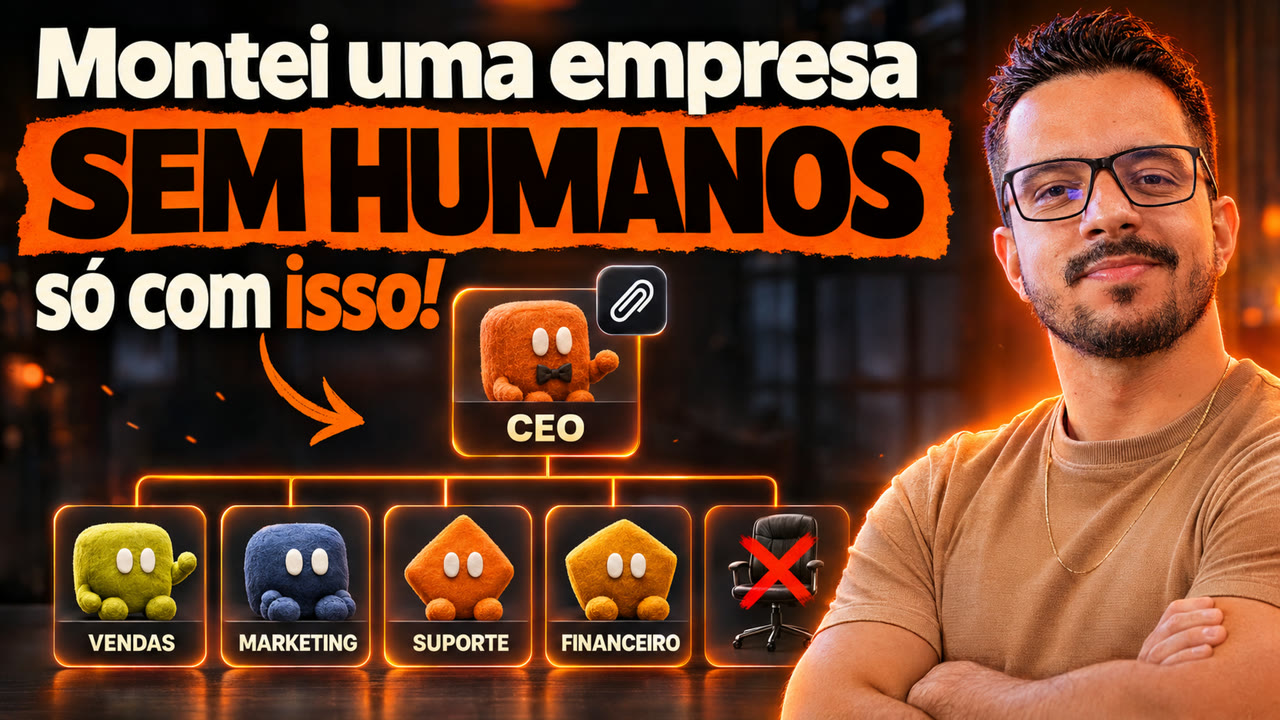 Montei uma empresa
SEM HUMANOS
só com isso!
CEO
VENDAS
MARKETING
SUPORTE
FINANCEIRO